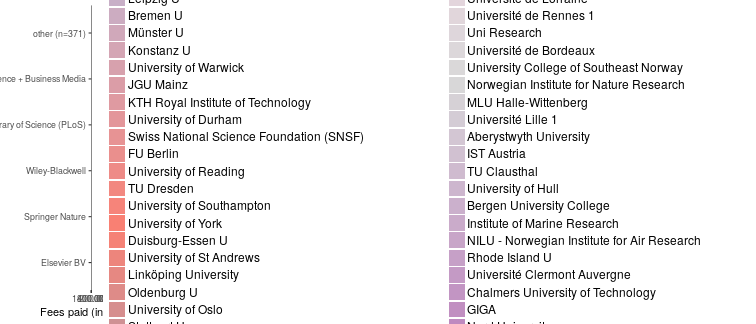 other (n=371)
ence + Business Media
rary of Science (PLoS)
Wiley-Blackwell
Springer Nature
Elsevier BV
Fees paid (in
Leipzig U
Bremen U
Münster U
Konstanz U
University of Warwick
JGU Mainz
KTH Royal Institute of Technology
University of Durham
Swiss National Science Foundation (SNSF)
FU Berlin
University of Reading
TU Dresden
University of Southampton
University of York
Duisburg-Essen U
University of St Andrews
Linköping University
Oldenburg U
University of Oslo
Université de Lorraine
Université de Rennes 1
Uni Research
Université de Bordeaux
University College of Southeast Norway
Norwegian Institute for Nature Research
MLU Halle-Wittenberg
Université Lille 1
Aberystwyth University
IST Austria
TU Clausthal
University of Hull
Bergen University College
Institute of Marine Research
NILU - Norwegian Institute for Air Research
Rhode Island U
Université Clermont Auvergne
Chalmers University of Technology
GIGA